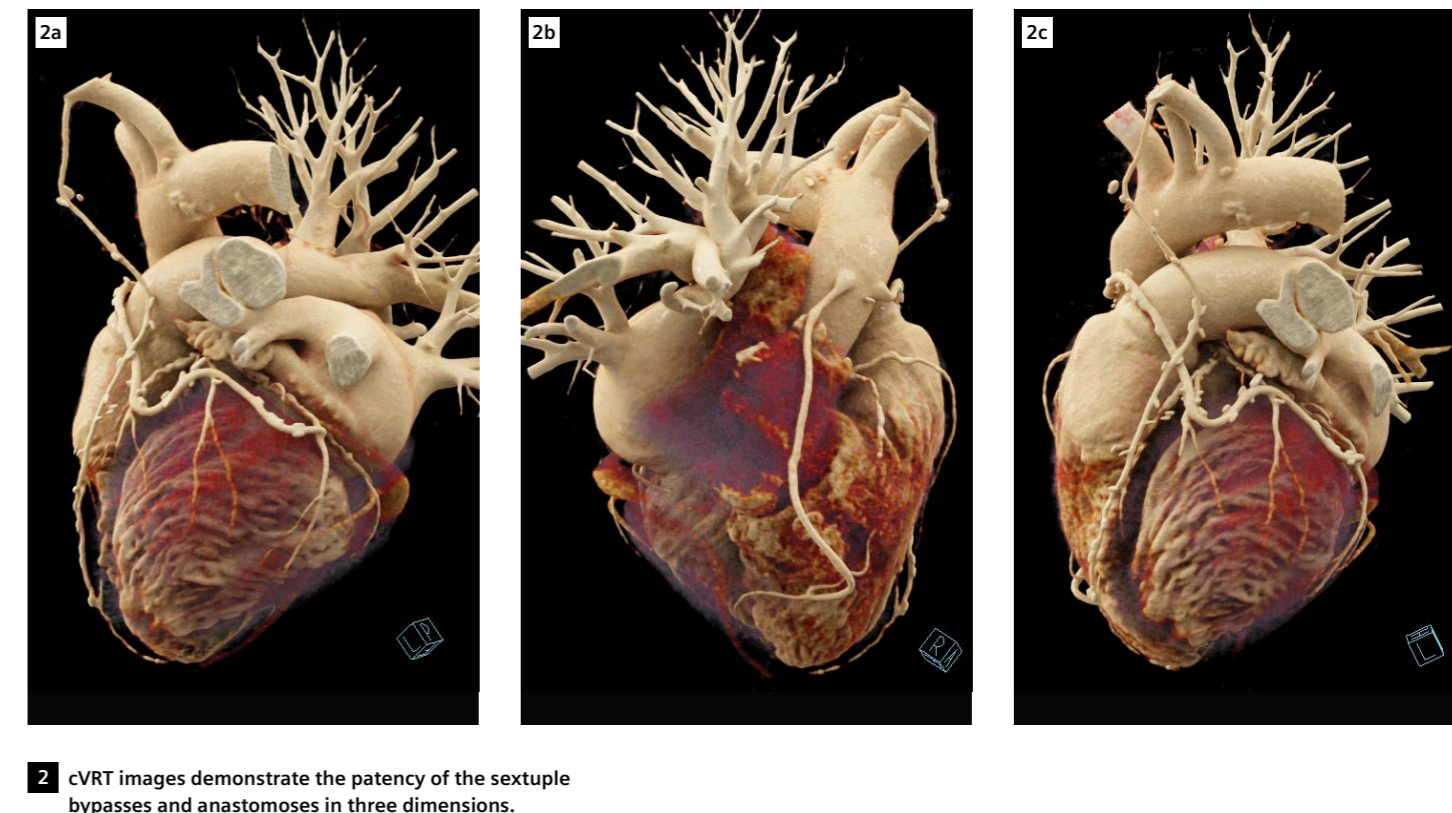 2a
2b
2c
L
R A
L
2 cVRT images demonstrate the patency of the sextuple
bypasses and anastomoses in three dimensions.